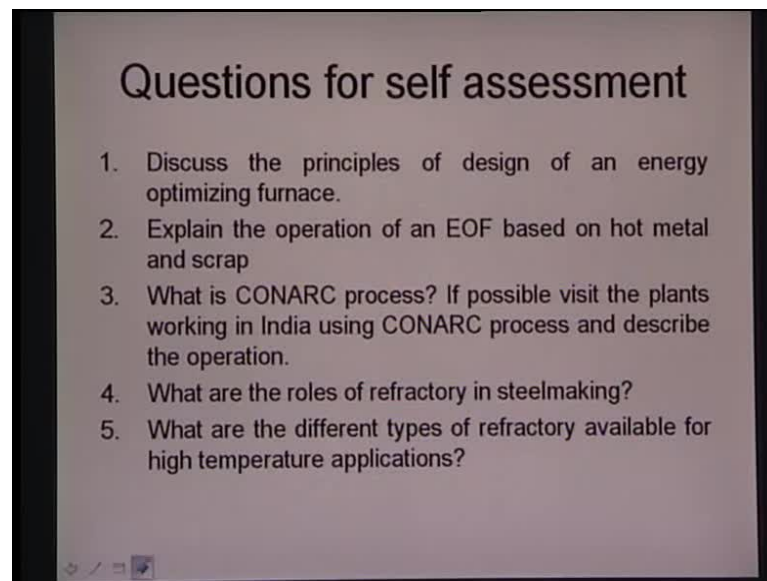 Questions for self assessment
1. Discuss the principles of design of an energy
optimizing furnace.
2. Explain the operation of an EOF based on hot metal
and scrap
3. What is CONARC process? If possible visit the plants
working in India using CONARC process and describe
the operation.
4. What are the roles of refractory in steelmaking?
5. What are the different types of refractory available for
high temperature applications?